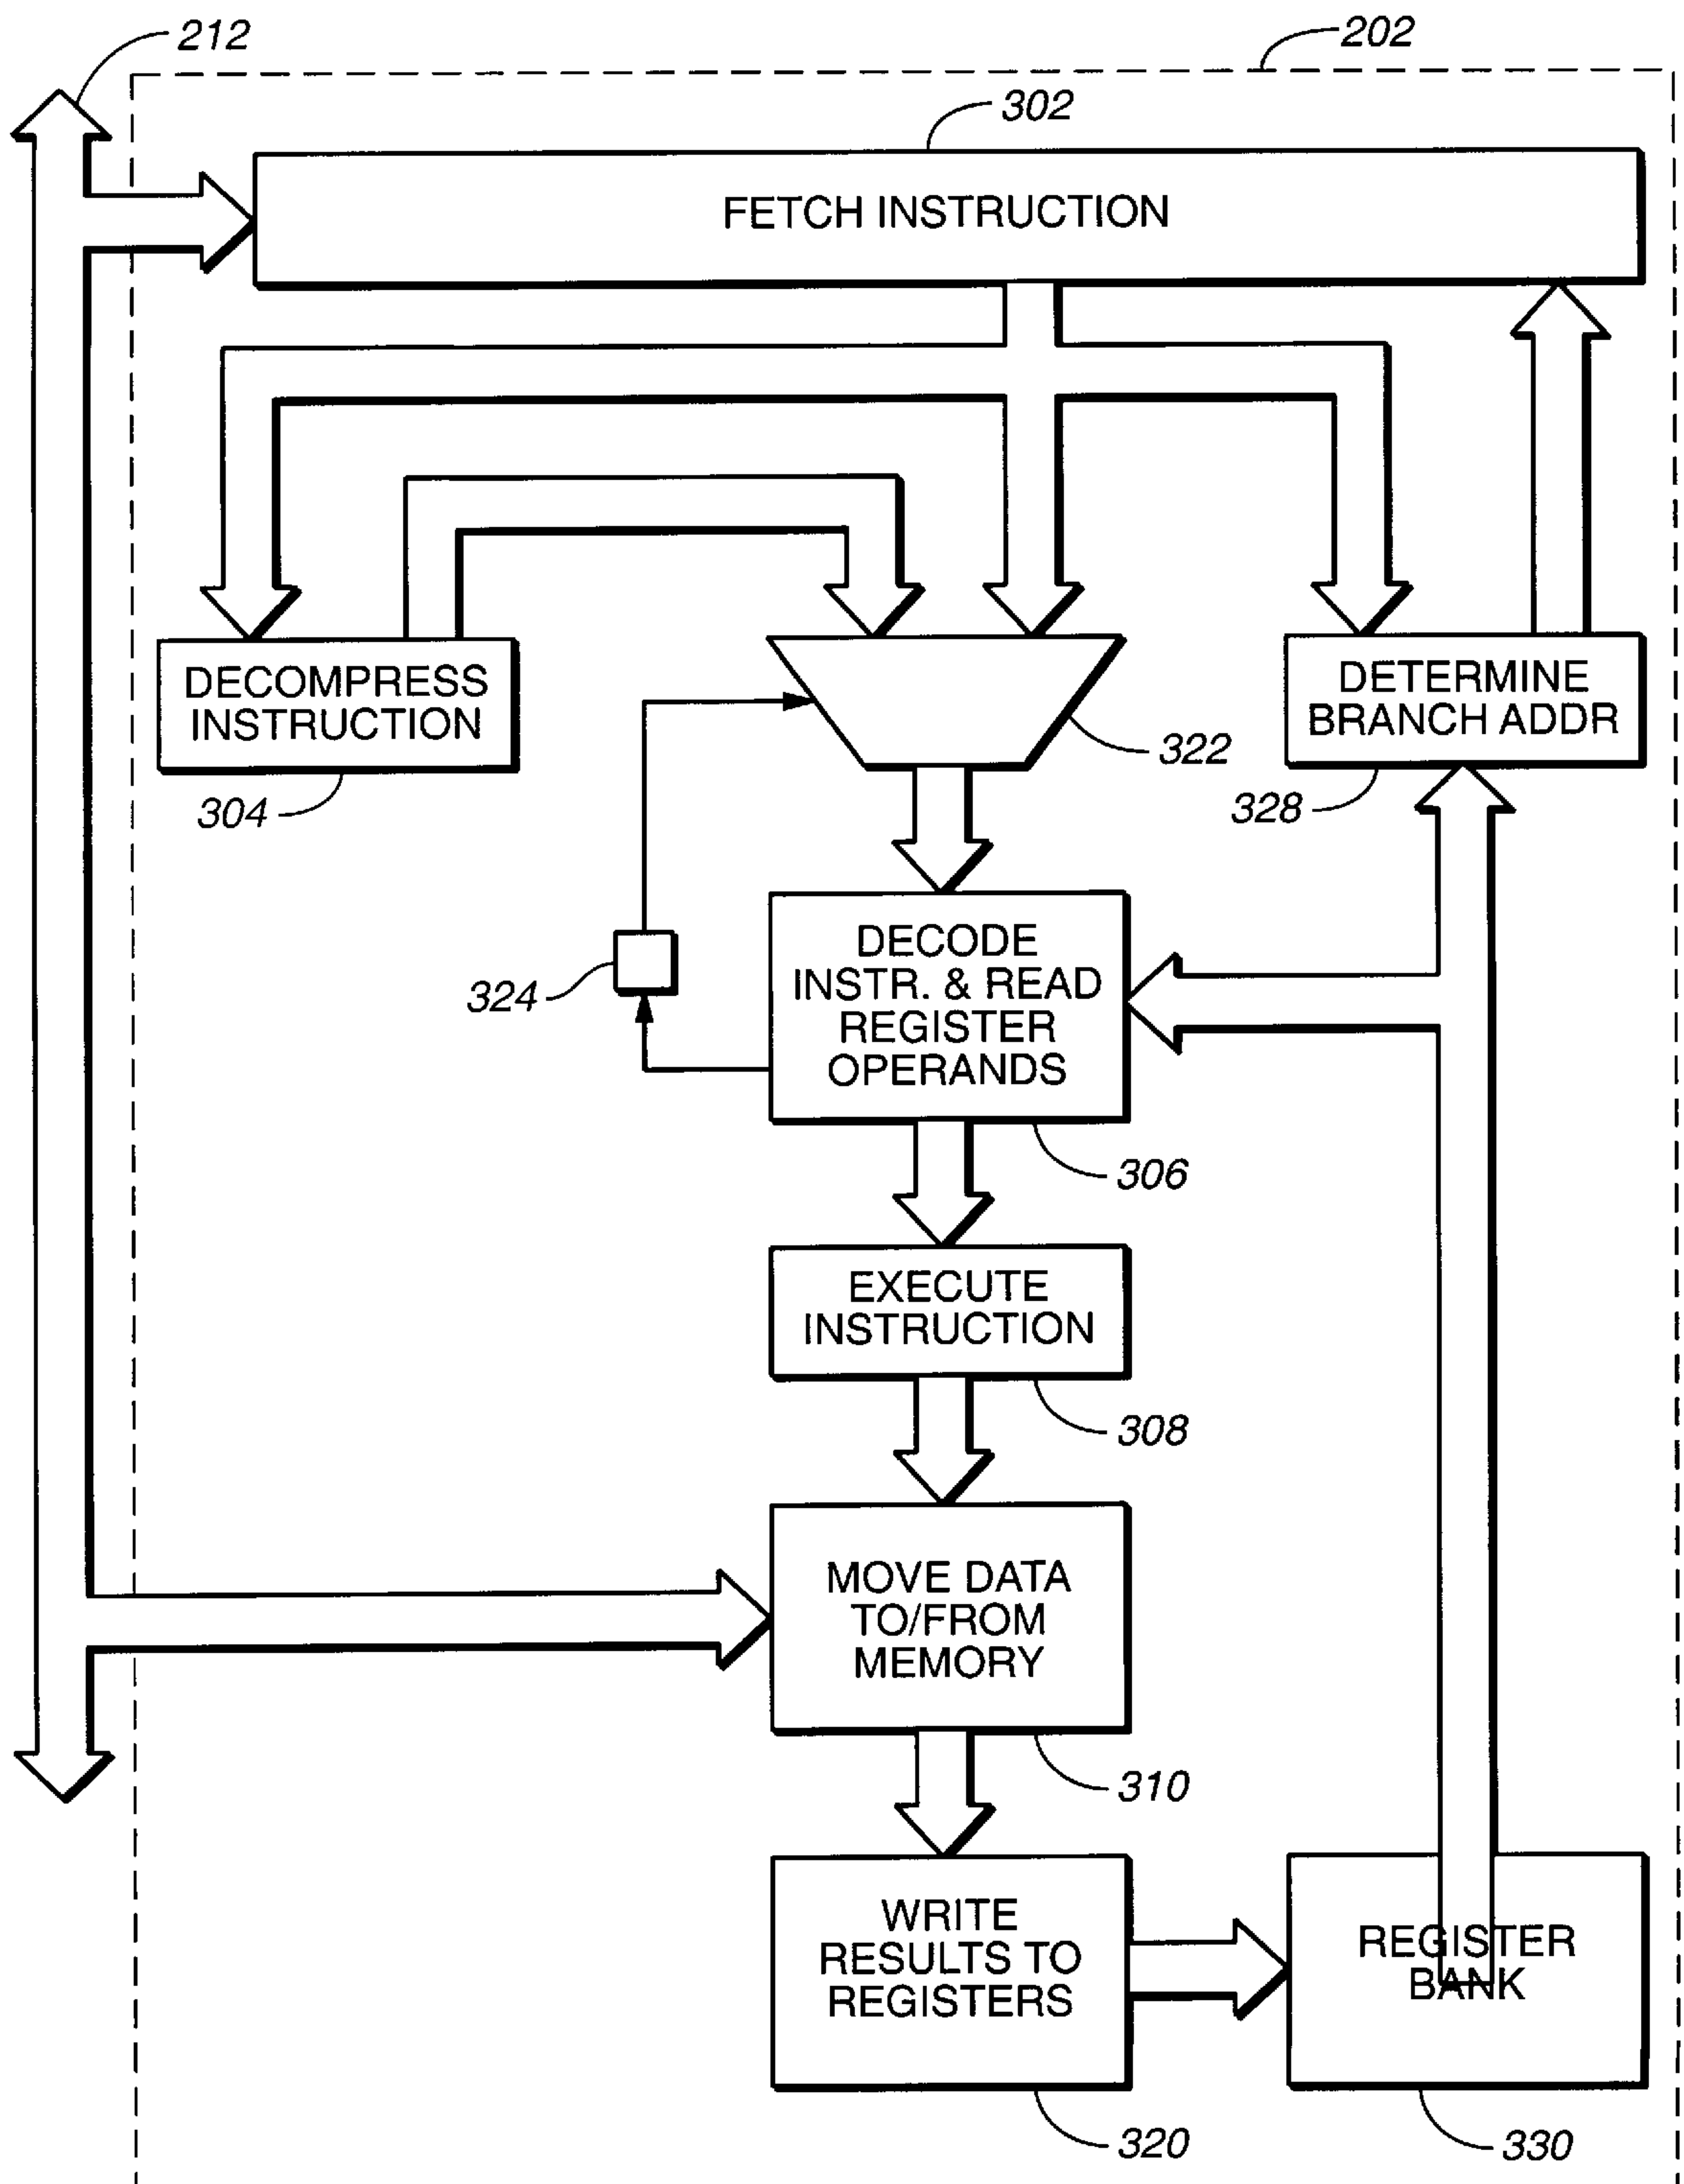 212
202
302
FETCH INSTRUCTION
DECOMPRESS
INSTRUCTION
304
322
DETERMINE
BRANCH ADDR
328
DECODE
INSTR. & READ
REGISTER
OPERANDS
324
306
EXECUTE
INSTRUCTION
308
MOVE DATA
TO/FROM
MEMORY
310
WRITE
RESULTS TO
REGISTERS
320
REGISTER
BANK
330